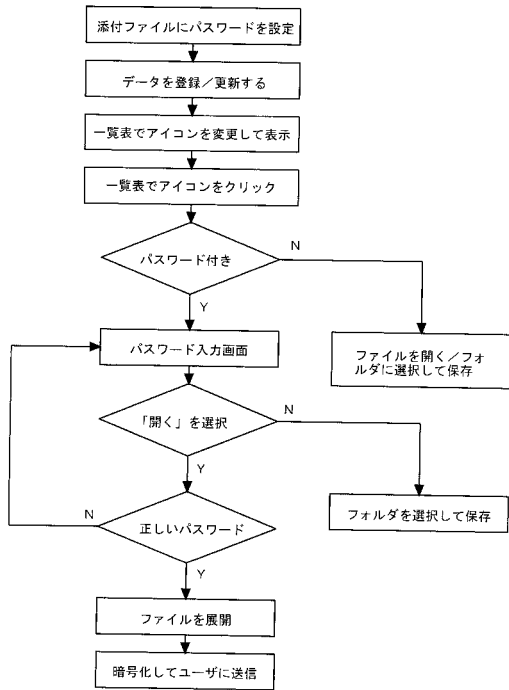 添付ファイルにパスワードを設定
データを登録／更新する
一覧表でアイコンを変更して表示
一覧表でアイコンをクリック
パスワード付き
N
Y
パスワード入力画面
ファイルを開く／フォ
ルダに選択して保存
「開く」を選択
N
Y
正しいパスワード
N
フォルダを選択して保存
Y
ファイルを展開
暗号化してユーザに送信